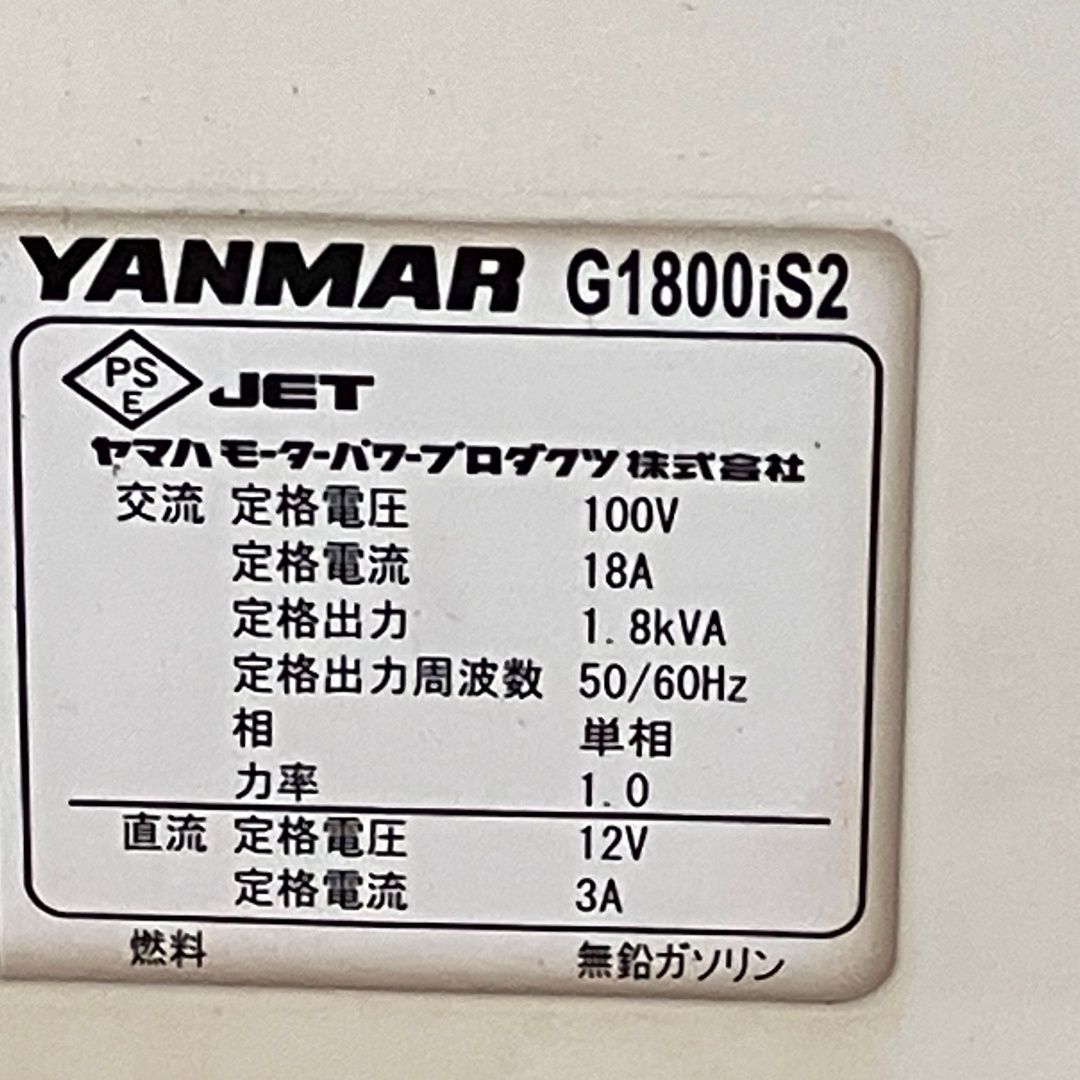 YANMAR G1800iS2
PSE JET
ヤマハモーターパワープロダクツ株式会社
交流 定格電圧 100V
定格電流 18A
定格出力 1.8kVA
定格出力周波数 50/60Hz
相 単相
力率 1.0
直流 定格電圧 12V
定格電流 3A
燃料 無鉛ガソリン